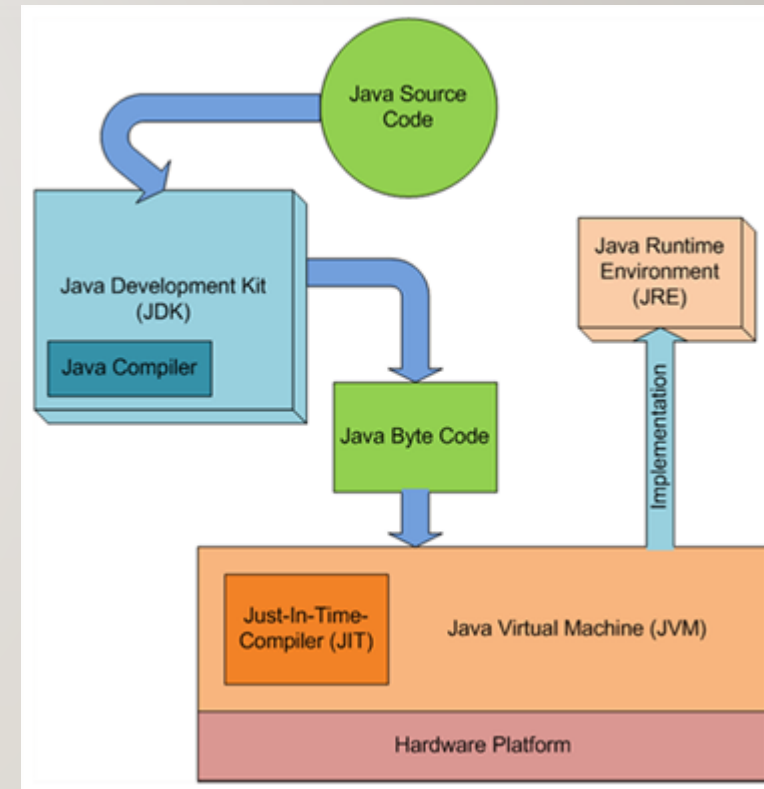 Java Source
Code
Java Development Kit
(JDK)
Java Compiler
Java Runtime
Environment
(JRE)
Java Byte Code
Implementation
Just-In-Time-
Compiler (JIT)
Java Virtual Machine (JVM)
Hardware Platform